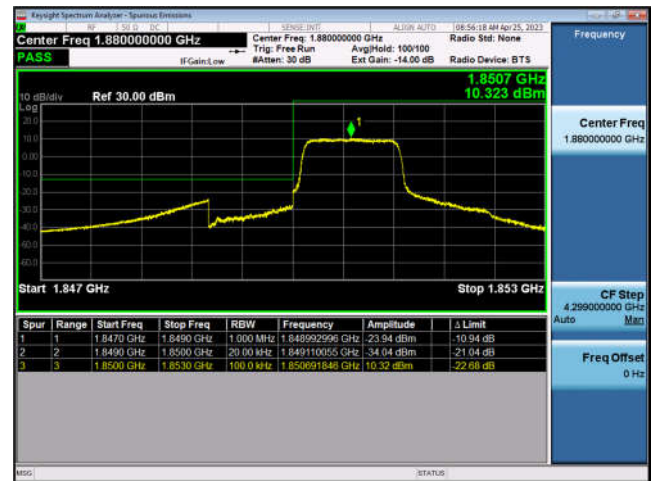 Keysight Spectrum Analyzer - Spurious Emissions
RF 50 Ω DC SENSE:INT ALIGN AUTO 08:56:18 AM Apr 25, 2023
Center Freq 1.880000000 GHz Center Freq: 1.880000000 GHz Radio Std: None
Trig: Free Run Avg|Hold: 100/100
PASS IFGain:Low #Atten: 30 dB Ext Gain: -14.00 dB Radio Device: BTS
Frequency
1.8507 GHz
10 dB/div Ref 30.00 dBm 10.323 dBm
Log
20.0
10.0
0.00
-10.0
-20.0
-30.0
-40.0
-50.0
-60.0
1
Start 1.847 GHz Stop 1.853 GHz
Center Freq
1.880000000 GHz
CF Step
4.299000000 GHz
Auto Man
Freq Offset
0 Hz
Spur Range Start Freq Stop Freq RBW Frequency Amplitude Δ Limit
1 1 1.8470 GHz 1.8490 GHz 1.000 MHz 1.848992996 GHz -23.94 dBm -10.94 dB
2 2 1.8490 GHz 1.8500 GHz 20.00 kHz 1.849110055 GHz -34.04 dBm -21.04 dB
3 3 1.8500 GHz 1.8530 GHz 100.0 kHz 1.850691846 GHz 10.32 dBm -22.68 dB
MSG STATUS